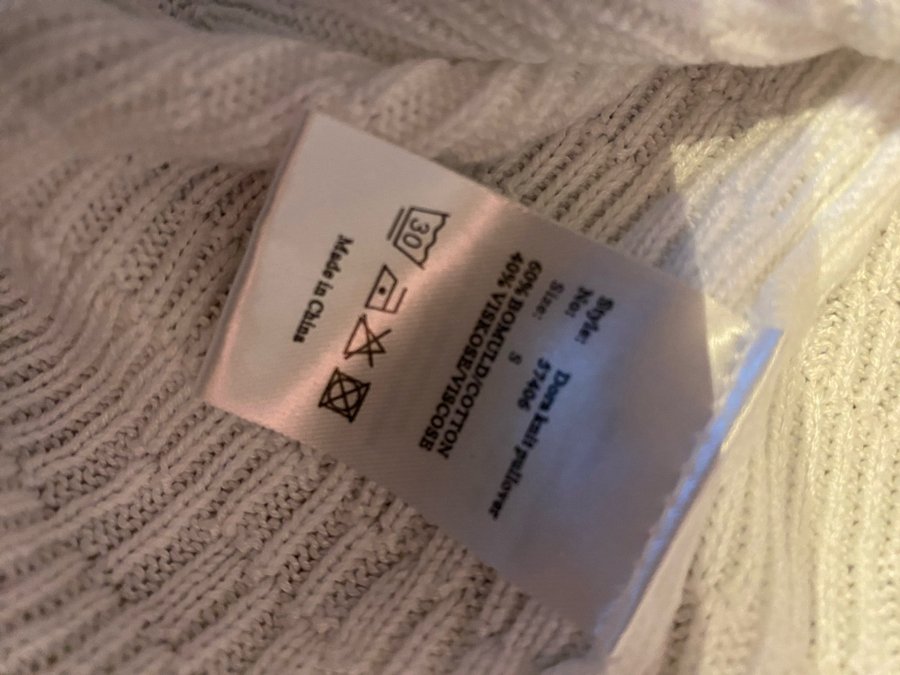 Style: Dora knit pullover
No: 57406
Size: S
60% BOMULD/COTTON
40% VISKOSE/VISCOSE
30
Made in China